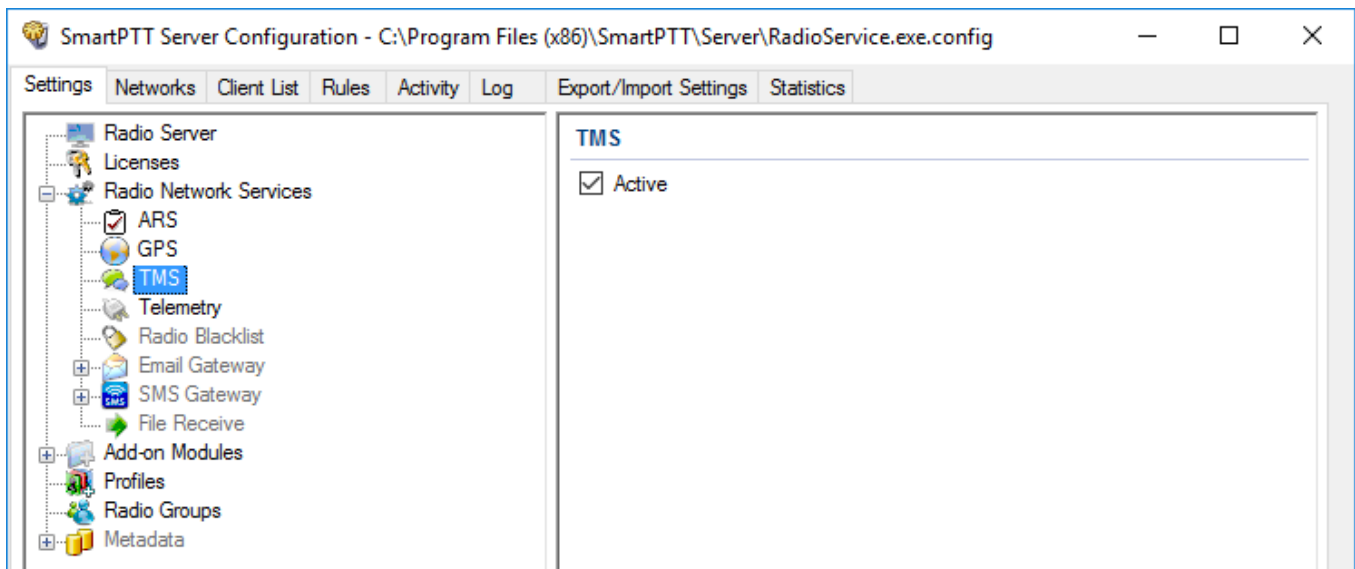 SmartPTT Server Configuration - C:\Program Files (x86)\SmartPTT\Server\RadioService.exe.config
Settings Networks Client List Rules Activity Log Export/Import Settings Statistics
Radio Server
Licenses
Radio Network Services
ARS
GPS
TMS
Telemetry
Radio Blacklist
Email Gateway
SMS SMS Gateway
File Receive
Add-on Modules
Profiles
Radio Groups
Metadata
TMS
Active